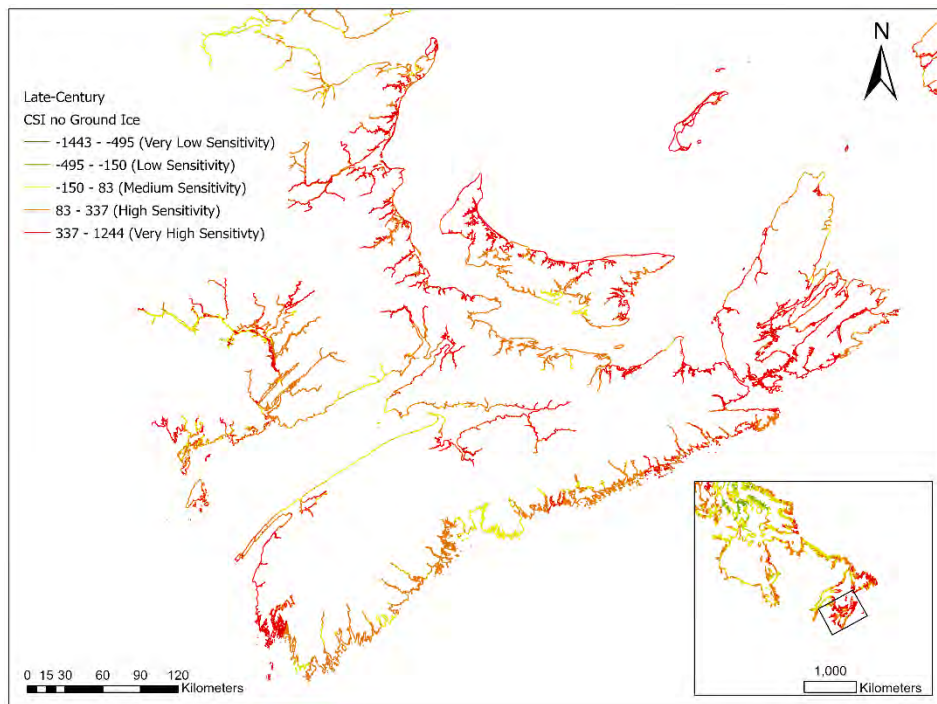 N
Late-Century
CSI no Ground Ice
-1443 - -495 (Very Low Sensitivity)
-495 - -150 (Low Sensitivity)
-150 - 83 (Medium Sensitivity)
83 - 337 (High Sensitivity)
337 - 1244 (Very High Sensitivty)
0 15 30 60 90 120
Kilometers
1,000
Kilometers